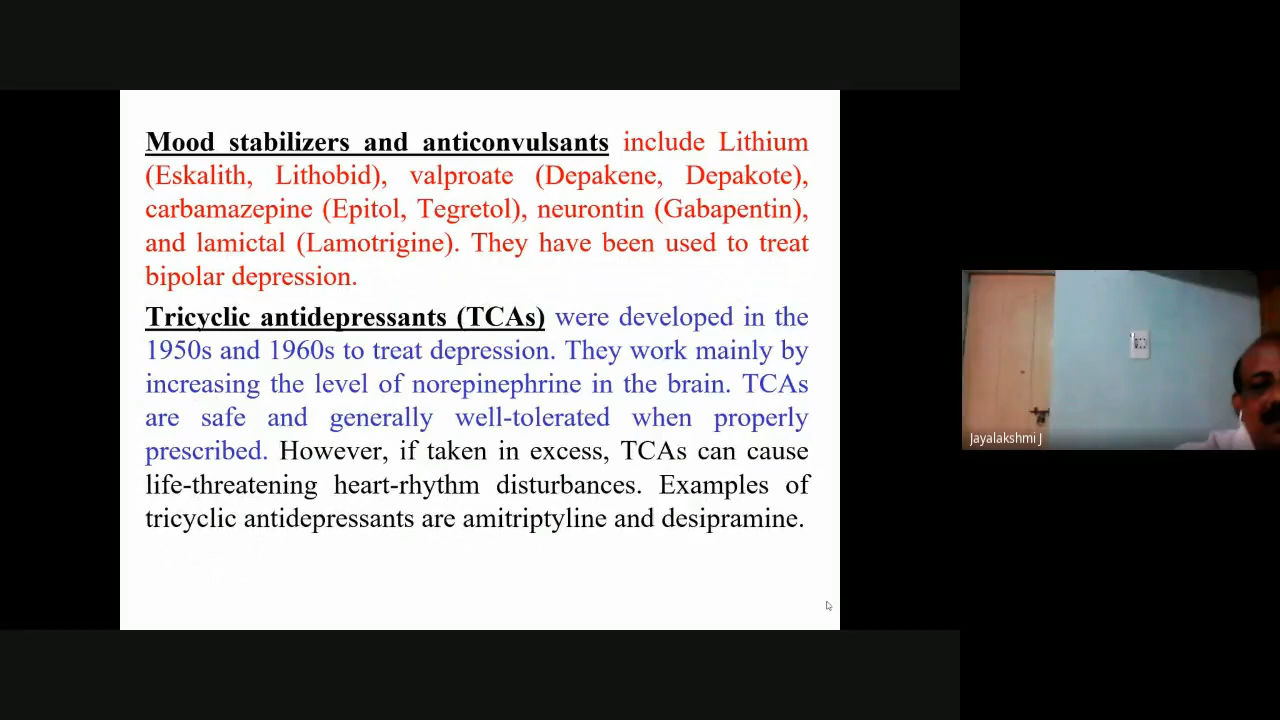 Mood stabilizers and anticonvulsants include Lithium
(Eskalith, Lithobid), valproate (Depakene, Depakote),
carbamazepine (Epitol, Tegretol), neurontin (Gabapentin),
and lamictal (Lamotrigine). They have been used to treat
bipolar depression.
Tricyclic antidepressants (TCAs) were developed in the
1950s and 1960s to treat depression. They work mainly by
increasing the level of norepinephrine in the brain. TCAs
are safe and generally well-tolerated when properly
prescribed. However, if taken in excess, TCAs can cause
life-threatening heart-rhythm disturbances. Examples of
tricyclic antidepressants are amitriptyline and desipramine.
Jayalakshmi J